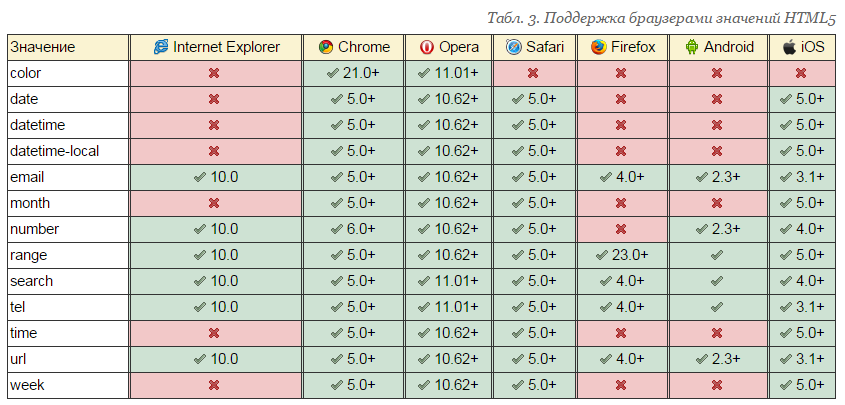 Табл. 3. Поддержка браузерами значений HTML5
Значение Internet Explorer Chrome Opera Safari Firefox Android iOS
color ✖ ✔ 21.0+ ✔ 11.01+ ✖ ✖ ✖ ✖
date ✖ ✔ 5.0+ ✔ 10.62+ ✔ 5.0+ ✖ ✖ ✔ 5.0+
datetime ✖ ✔ 5.0+ ✔ 10.62+ ✔ 5.0+ ✖ ✖ ✔ 5.0+
datetime-local ✖ ✔ 5.0+ ✔ 10.62+ ✔ 5.0+ ✖ ✖ ✔ 5.0+
email ✔ 10.0 ✔ 5.0+ ✔ 10.62+ ✔ 5.0+ ✔ 4.0+ ✔ 2.3+ ✔ 3.1+
month ✖ ✔ 5.0+ ✔ 10.62+ ✔ 5.0+ ✖ ✖ ✔ 5.0+
number ✔ 10.0 ✔ 6.0+ ✔ 10.62+ ✔ 5.0+ ✖ ✔ 2.3+ ✔ 4.0+
range ✔ 10.0 ✔ 5.0+ ✔ 10.62+ ✔ 5.0+ ✔ 23.0+ ✔ ✔ 5.0+
search ✔ 10.0 ✔ 5.0+ ✔ 11.01+ ✔ 5.0+ ✔ 4.0+ ✔ ✔ 4.0+
tel ✔ 10.0 ✔ 5.0+ ✔ 11.01+ ✔ 5.0+ ✔ 4.0+ ✔ ✔ 3.1+
time ✖ ✔ 5.0+ ✔ 10.62+ ✔ 5.0+ ✖ ✖ ✔ 5.0+
url ✔ 10.0 ✔ 5.0+ ✔ 10.62+ ✔ 5.0+ ✔ 4.0+ ✔ 2.3+ ✔ 3.1+
week ✖ ✔ 5.0+ ✔ 10.62+ ✔ 5.0+ ✖ ✖ ✔ 5.0+